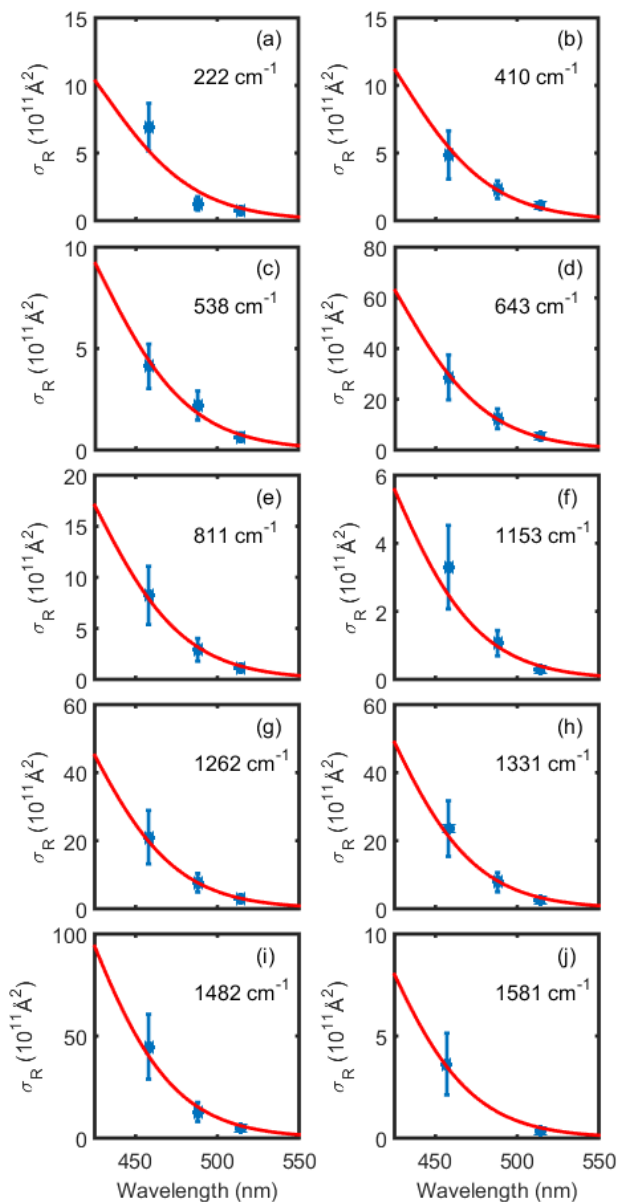 15
10
5
0
σR (10¹¹Å²)
(a)
222 cm⁻¹
15
10
5
0
σR (10¹¹Å²)
(b)
410 cm⁻¹
10
5
0
σR (10¹¹Å²)
(c)
538 cm⁻¹
80
60
40
20
0
σR (10¹¹Å²)
(d)
643 cm⁻¹
20
15
10
5
0
σR (10¹¹Å²)
(e)
811 cm⁻¹
6
4
2
0
σR (10¹¹Å²)
(f)
1153 cm⁻¹
60
40
20
0
σR (10¹¹Å²)
(g)
1262 cm⁻¹
60
40
20
0
σR (10¹¹Å²)
(h)
1331 cm⁻¹
100
50
0
σR (10¹¹Å²)
(i)
1482 cm⁻¹
450 500 550
Wavelength (nm)
10
5
0
σR (10¹¹Å²)
(j)
1581 cm⁻¹
450 500 550
Wavelength (nm)